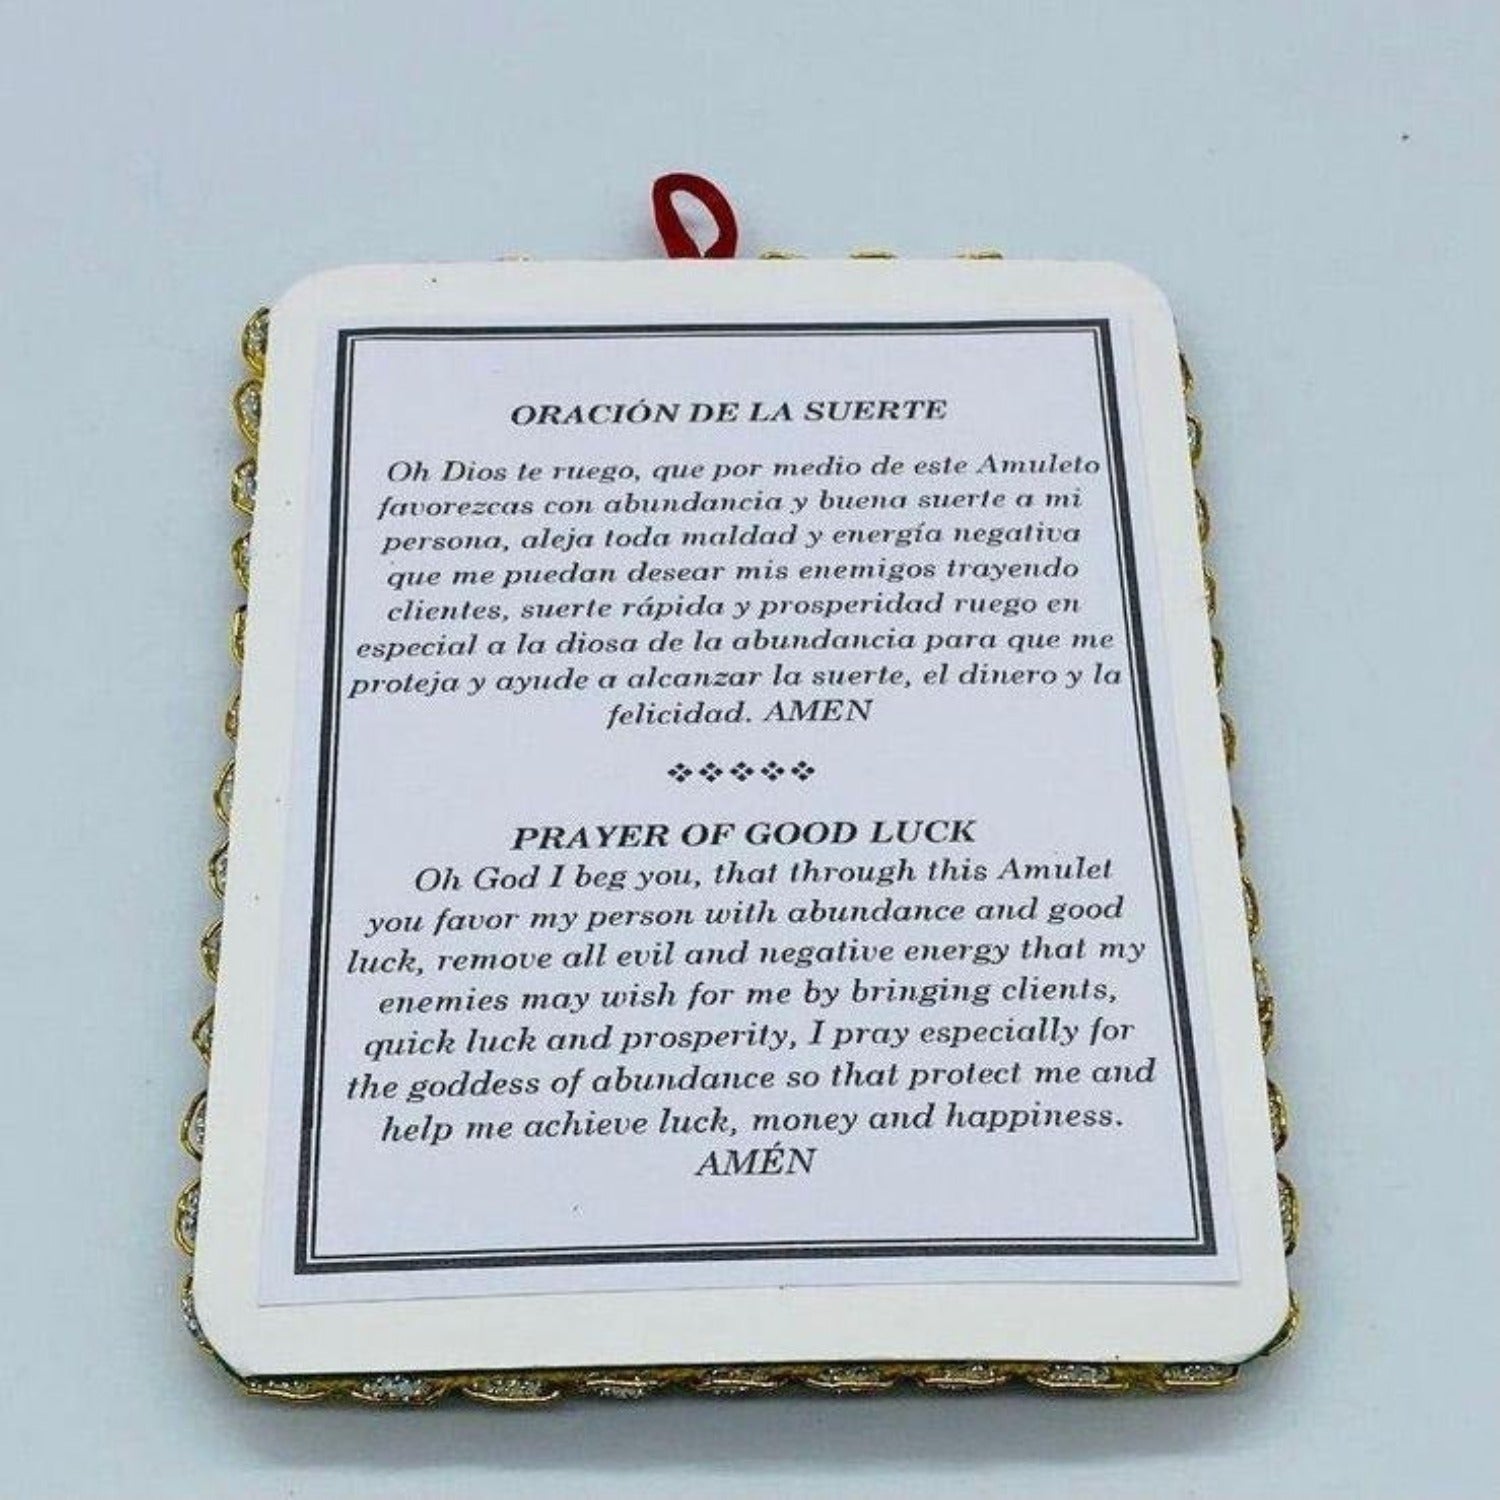 ORACIÓN DE LA SUERTE
Oh Dios te ruego, que por medio de este Amuleto
favorezcas con abundancia y buena suerte a mi
persona, aleja toda maldad y energía negativa
que me puedan desear mis enemigos trayendo
clientes, suerte rápida y prosperidad ruego en
especial a la diosa de la abundancia para que me
proteja y ayude a alcanzar la suerte, el dinero y la
felicidad. AMEN
PRAYER OF GOOD LUCK
Oh God I beg you, that through this Amulet
you favor my person with abundance and good
luck, remove all evil and negative energy that my
enemies may wish for me by bringing clients,
quick luck and prosperity, I pray especially for
the goddess of abundance so that protect me and
help me achieve luck, money and happiness.
AMÉN